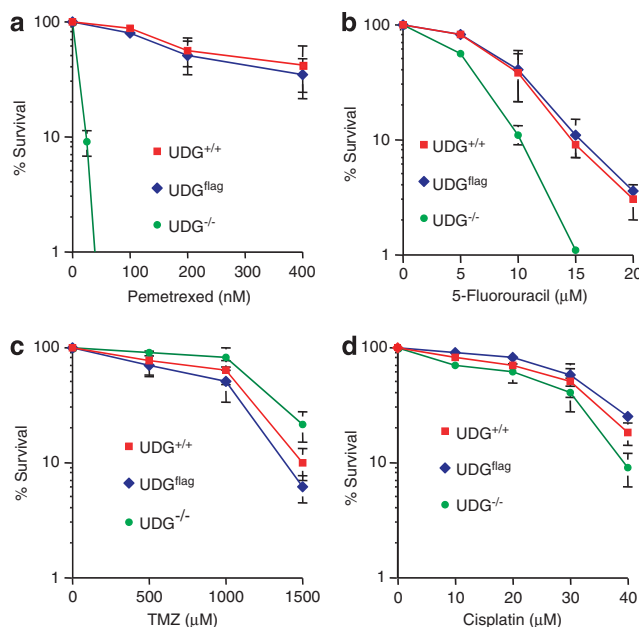 a
% Survival
100
10
1
UDG+/+
UDGflag
UDG-/-
0 100 200 300 400
Pemetrexed (nM)
b
% Survival
100
10
1
UDG+/+
UDGflag
UDG-/-
0 5 10 15 20
5-Fluorouracil (μM)
c
% Survival
100
10
1
UDG+/+
UDGflag
UDG-/-
0 500 1000 1500
TMZ (μM)
d
% Survival
100
10
1
UDG+/+
UDGflag
UDG-/-
0 10 20 30 40
Cisplatin (μM)